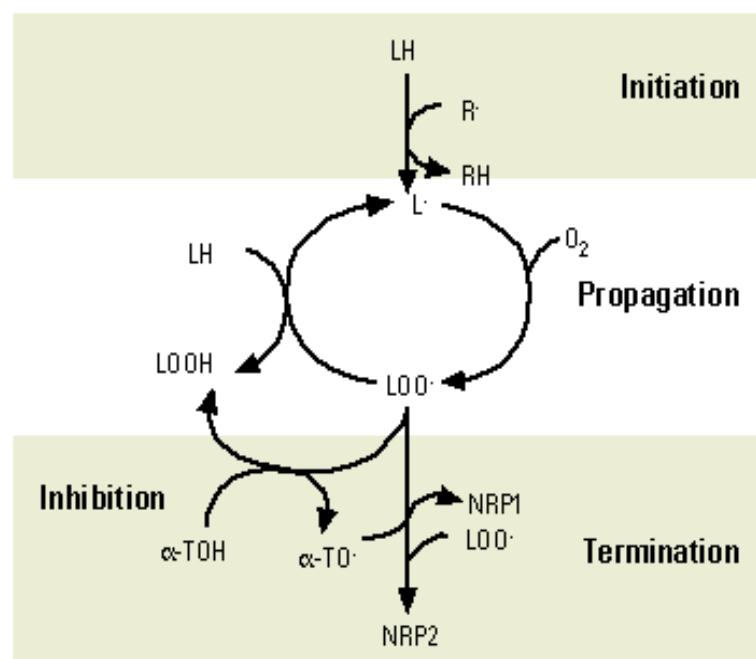 LH
Initiation
R·
RH
L·
LH
O₂
Propagation
LOOH
LOO·
Inhibition
NRP1
α-TOH
α-TO·
LOO·
Termination
NRP2